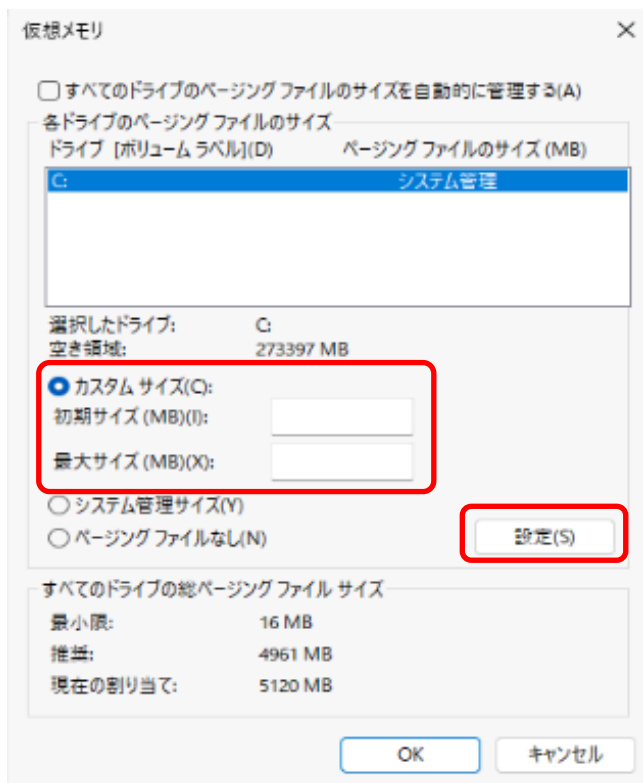 仮想メモリ
すべてのドライブのページング ファイルのサイズを自動的に管理する(A)
各ドライブのページング ファイルのサイズ
ドライブ [ボリューム ラベル](D) ページング ファイルのサイズ (MB)
C: システム管理
選択したドライブ: C:
空き領域: 273397 MB
カスタム サイズ(C):
初期サイズ (MB)(I):
最大サイズ (MB)(X):
システム管理サイズ(Y)
ページング ファイルなし(N)
設定(S)
すべてのドライブの総ページング ファイル サイズ
最小限: 16 MB
推奨: 4961 MB
現在の割り当て: 5120 MB
OK キャンセル